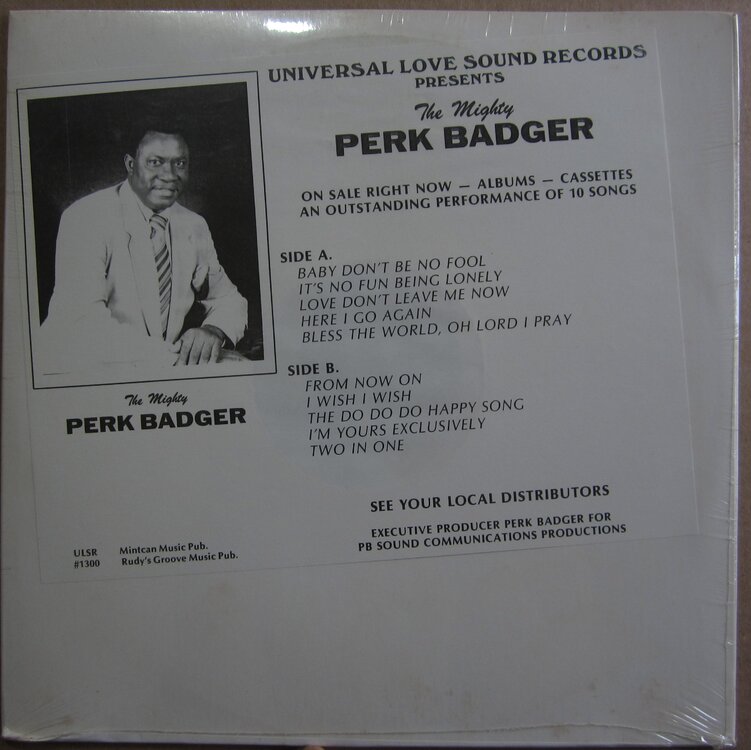 UNIVERSAL LOVE SOUND RECORDS
PRESENTS
The Mighty
PERK BADGER
ON SALE RIGHT NOW — ALBUMS — CASSETTES
AN OUTSTANDING PERFORMANCE OF 10 SONGS
SIDE A.
BABY DON'T BE NO FOOL
IT'S NO FUN BEING LONELY
LOVE DON'T LEAVE ME NOW
HERE I GO AGAIN
BLESS THE WORLD, OH LORD I PRAY
SIDE B.
FROM NOW ON
I WISH I WISH
THE DO DO DO HAPPY SONG
I'M YOURS EXCLUSIVELY
TWO IN ONE
The Mighty
PERK BADGER
SEE YOUR LOCAL DISTRIBUTORS
EXECUTIVE PRODUCER PERK BADGER FOR
PB SOUND COMMUNICATIONS PRODUCTIONS
ULSR Mintcan Music Pub.
#1300 Rudy's Groove Music Pub.